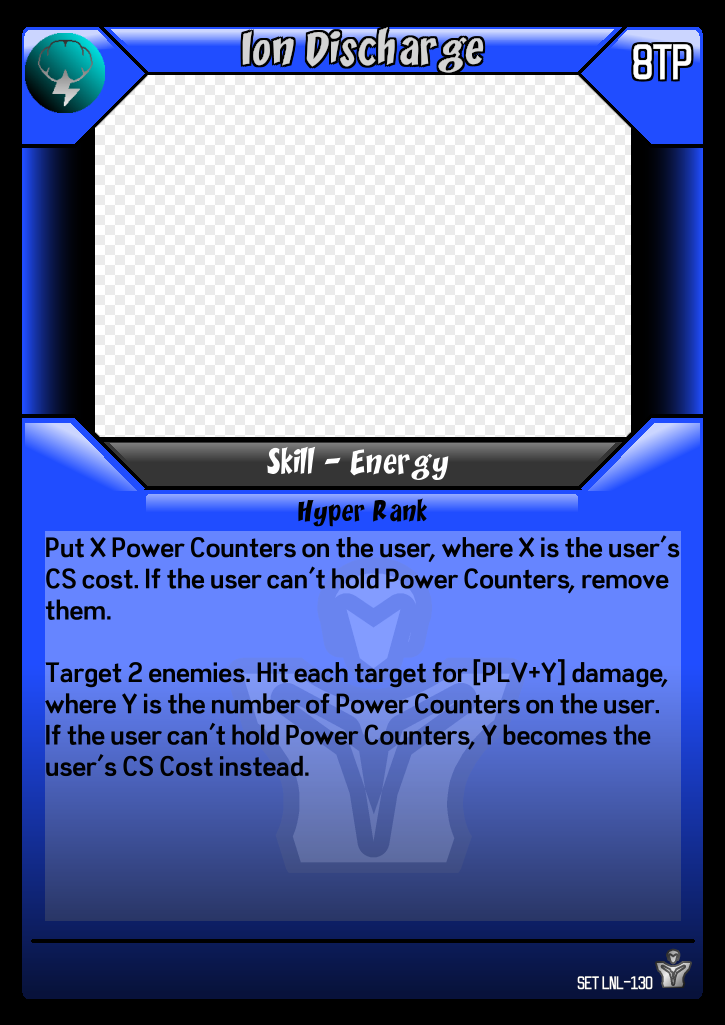 Ion Discharge
8TP
Skill - Energy
Hyper Rank
Put X Power Counters on the user, where X is the user's
CS cost. If the user can't hold Power Counters, remove
them.
Target 2 enemies. Hit each target for [PLV+Y] damage,
where Y is the number of Power Counters on the user.
If the user can't hold Power Counters, Y becomes the
user's CS Cost instead.
SET LNL-130